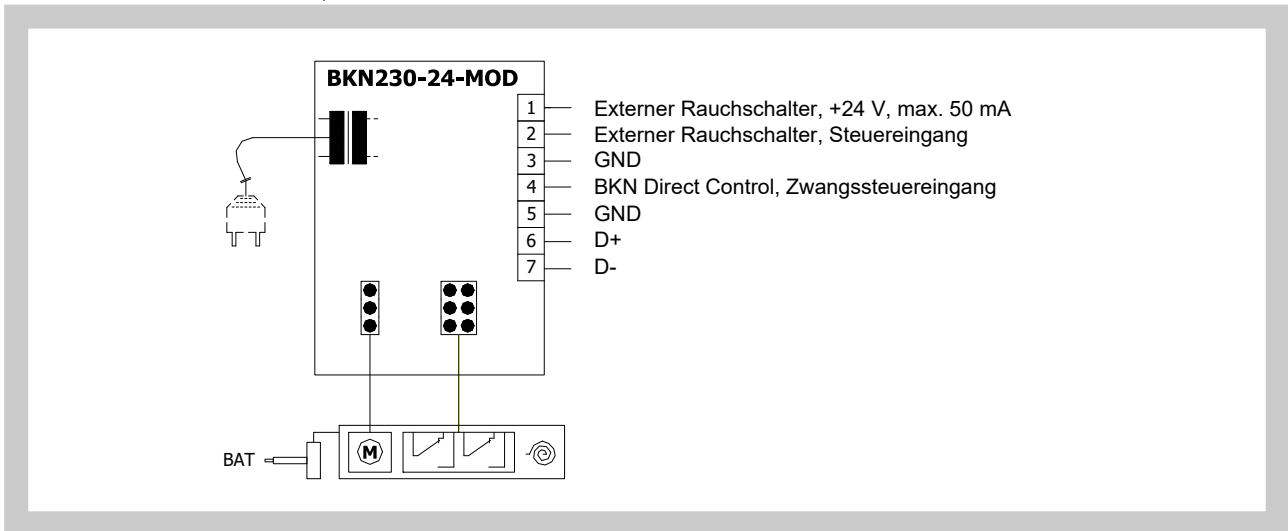 BKN230-24-MOD
1 Externer Rauchschalter, +24 V, max. 50 mA
2 Externer Rauchschalter, Steuereingang
3 GND
4 BKN Direct Control, Zwangssteuereingang
5 GND
6 D+
7 D-
BAT
M